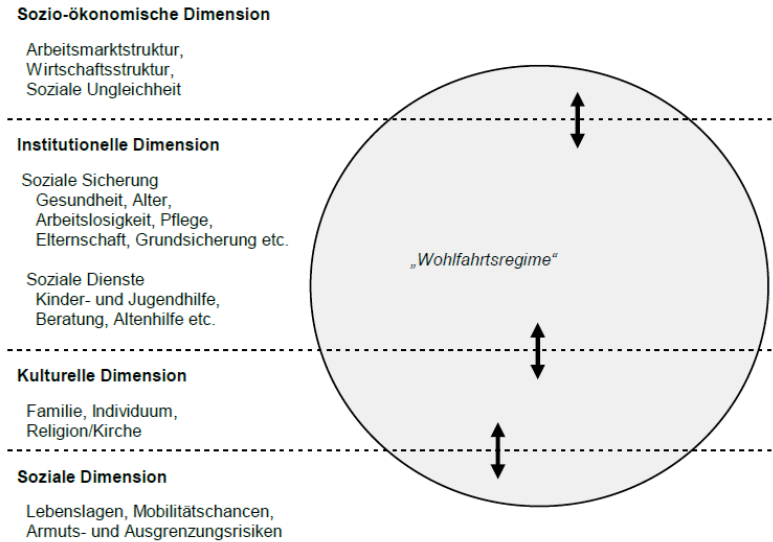 Sozio-ökonomische Dimension
Arbeitsmarktstruktur,
Wirtschaftsstruktur,
Soziale Ungleichheit
Institutionelle Dimension
Soziale Sicherung
Gesundheit, Alter,
Arbeitslosigkeit, Pflege,
Elternschaft, Grundsicherung etc.
„Wohlfahrtsregime“
Soziale Dienste
Kinder- und Jugendhilfe,
Beratung, Altenhilfe etc.
Kulturelle Dimension
Familie, Individuum,
Religion/Kirche
Soziale Dimension
Lebenslagen, Mobilitätschancen,
Armuts- und Ausgrenzungsrisiken